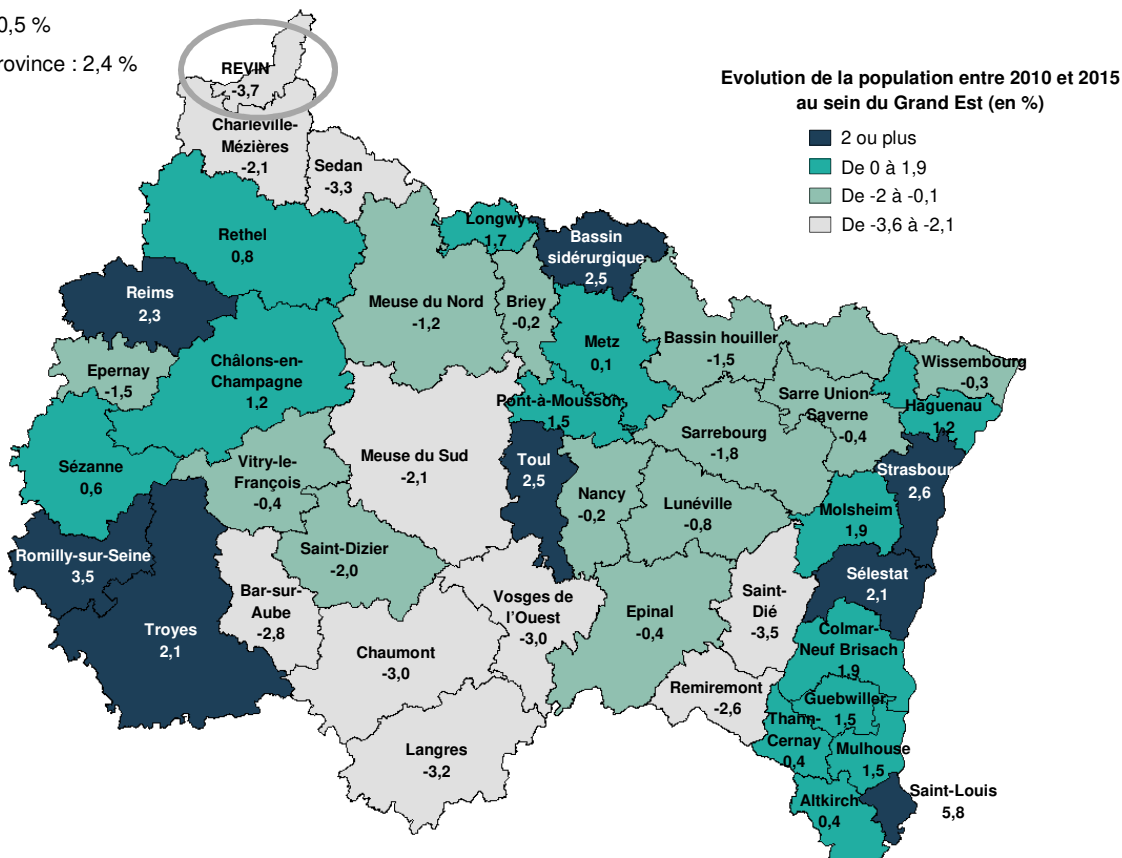 0,5 %
rovince : 2,4 %
Evolution de la population entre 2010 et 2015
au sein du Grand Est (en %)
2 ou plus
De 0 à 1,9
De -2 à -0,1
De -3,6 à -2,1
REVIN
-3,7
Charleville-
Mézières
-2,1
Sedan
-3,3
Rethel
0,8
Longwy
1,7
Bassin
sidérurgique
2,5
Reims
2,3
Meuse du Nord
-1,2
Briey
-0,2
Metz
0,1
Bassin houiller
-1,5
Wissembourg
-0,3
Epernay
-1,5
Châlons-en-
Champagne
1,2
Pont-à-Mousson
1,5
Sarre Union-
Saverne
-0,4
Haguenau
1,2
Sézanne
0,6
Vitry-le-
François
-0,4
Meuse du Sud
-2,1
Toul
2,5
Sarrebourg
-1,8
Strasbour
2,6
Nancy
-0,2
Lunéville
-0,8
Molsheim
1,9
Romilly-sur-Seine
3,5
Saint-Dizier
-2,0
Sélestat
2,1
Troyes
2,1
Bar-sur-
Aube
-2,8
Vosges de
l'Ouest
-3,0
Epinal
-0,4
Saint-
Dié
-3,5
Colmar-
Neuf Brisach
1,9
Chaumont
-3,0
Remiremont
-2,6
Guebwiller
1,5
Thann-
Cernay
0,4
Mulhouse
1,5
Langres
-3,2
Altkirch
0,4
Saint-Louis
5,8